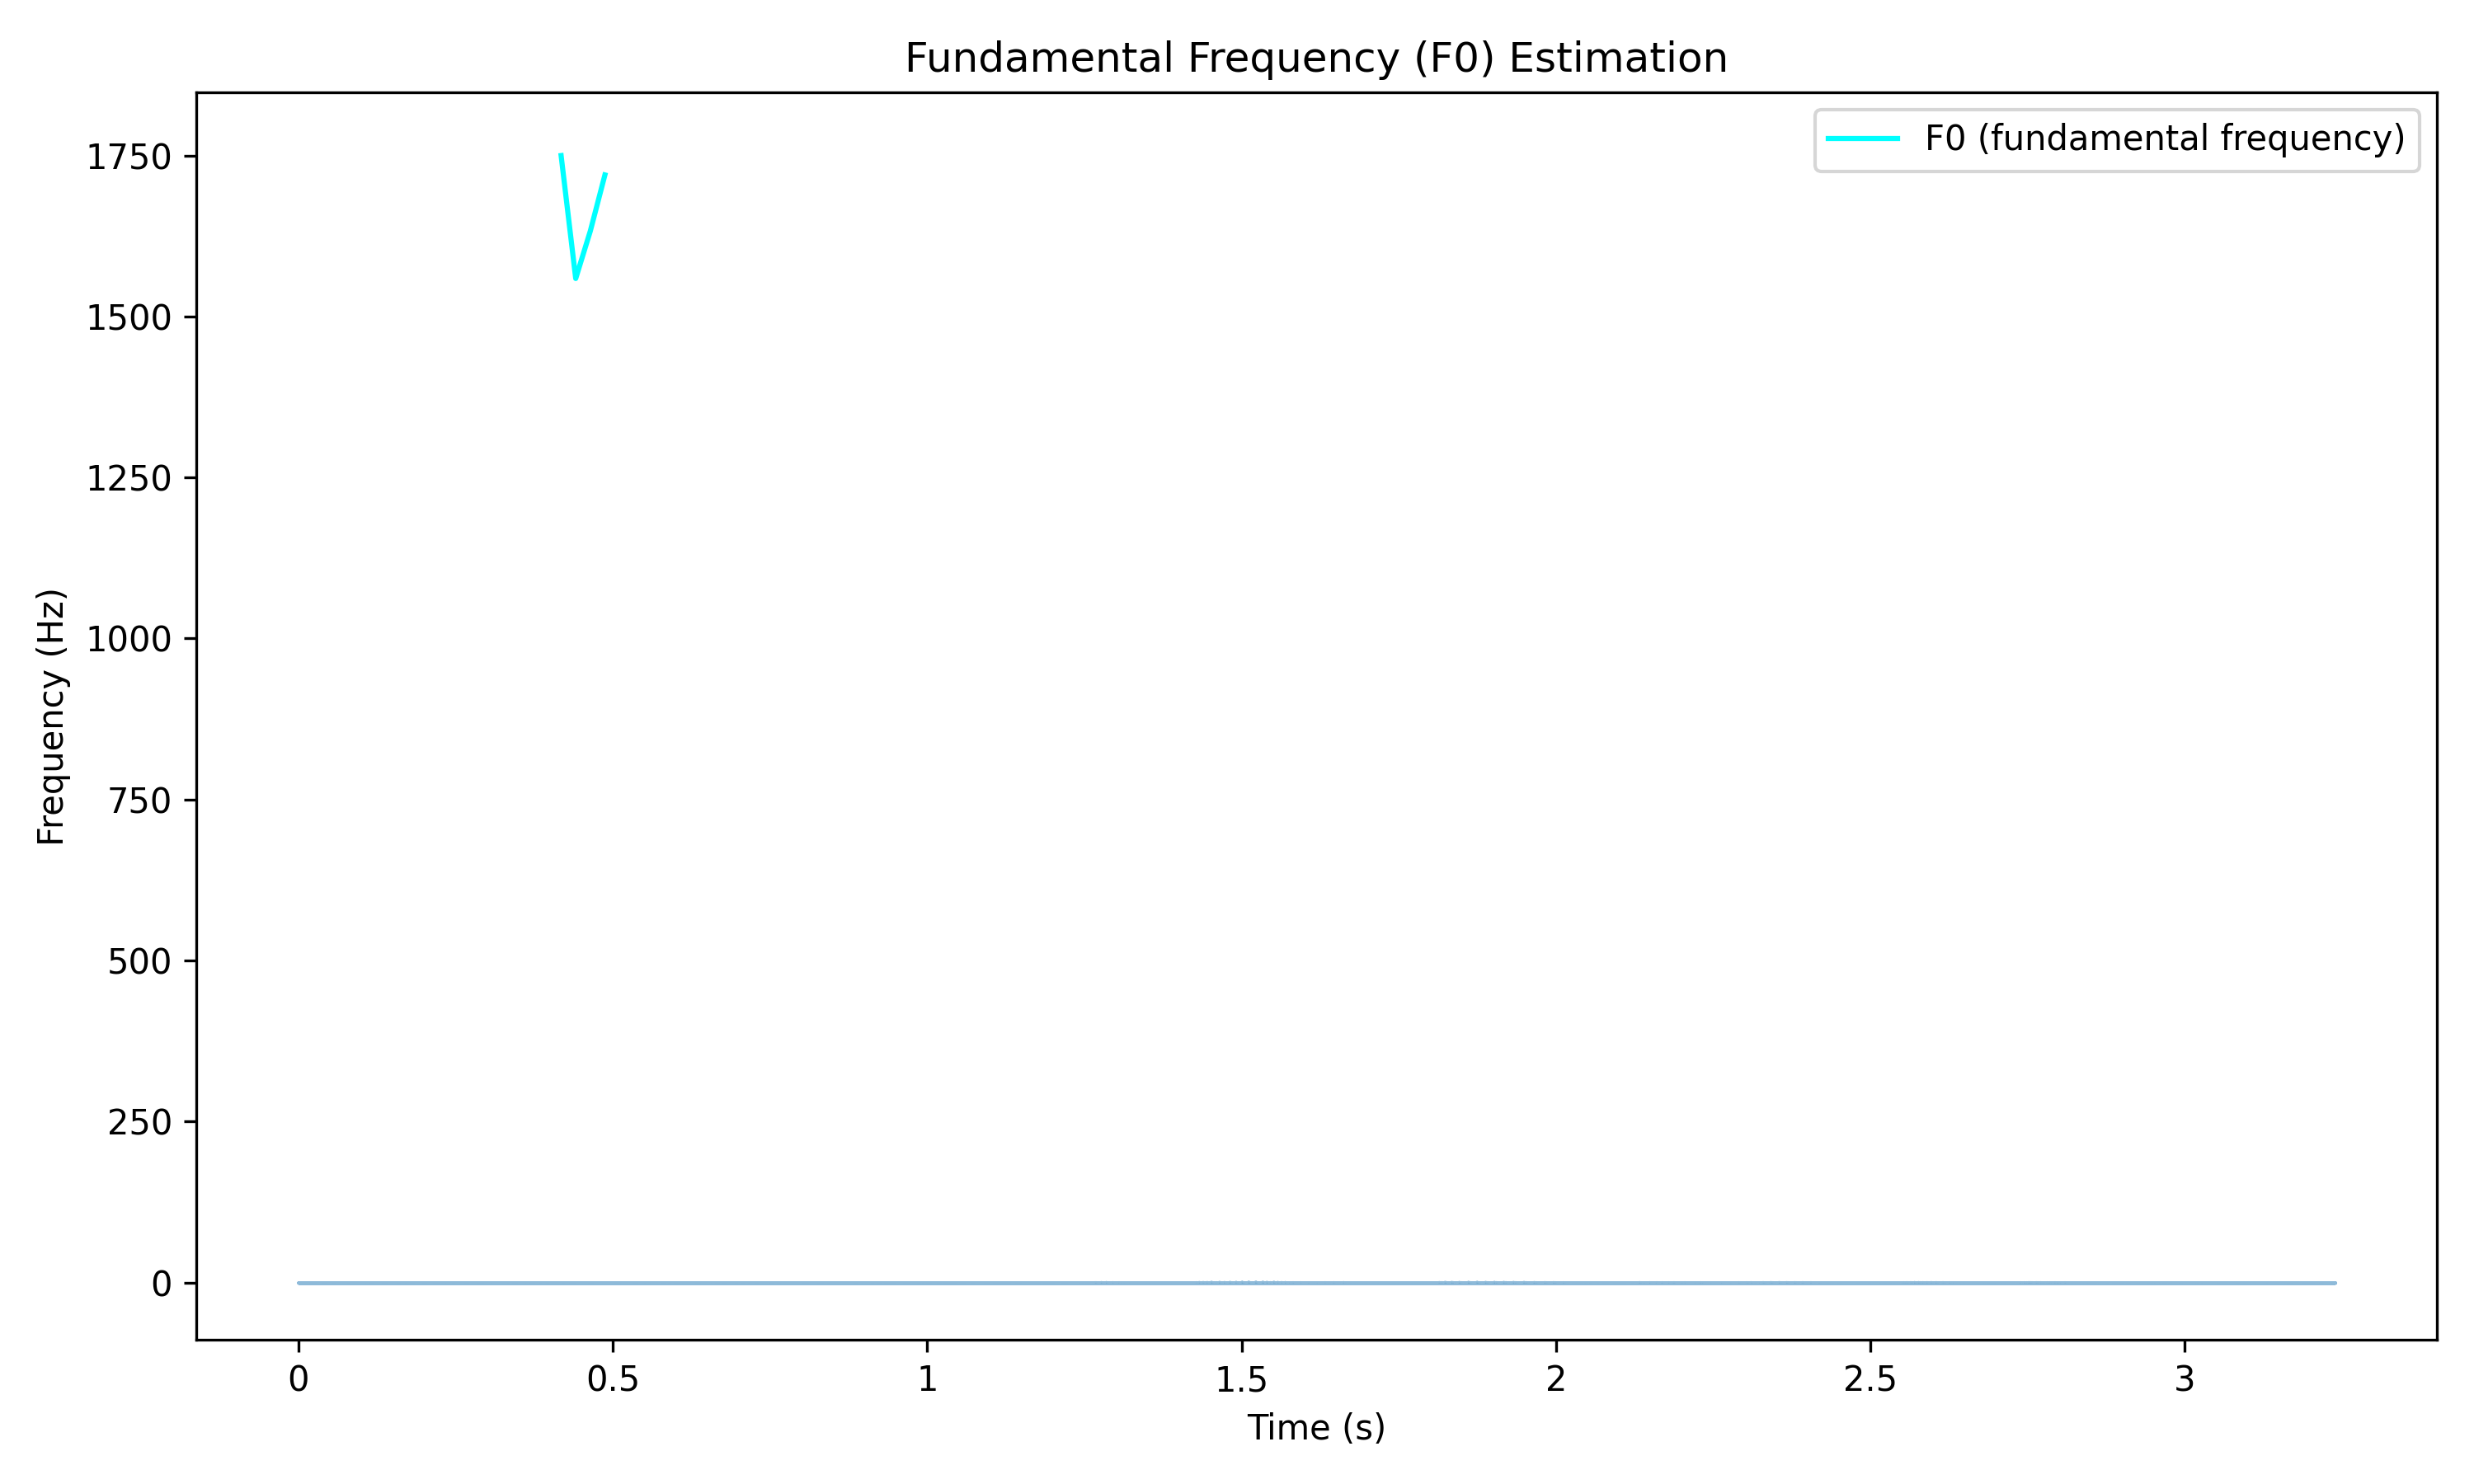 Fundamental Frequency (F0) Estimation
F0 (fundamental frequency)
1750
1500
1250
1000
750
500
250
0
Frequency (Hz)
0 0.5 1 1.5 2 2.5 3
Time (s)